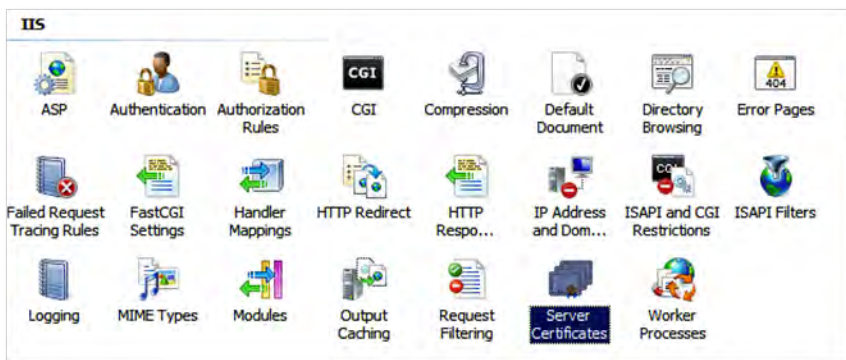 IIS
CGI
404
ASP
Authentication
Authorization
Rules
CGI
Compression
Default
Document
Directory
Browsing
Error Pages
Failed Request
Tracing Rules
FastCGI
Settings
Handler
Mappings
HTTP Redirect
HTTP
Respo...
IP Address
and Dom...
ISAPI and CGI
Restrictions
ISAPI Filters
Logging
MIME Types
Modules
Output
Caching
Request
Filtering
Server
Certificates
Worker
Processes